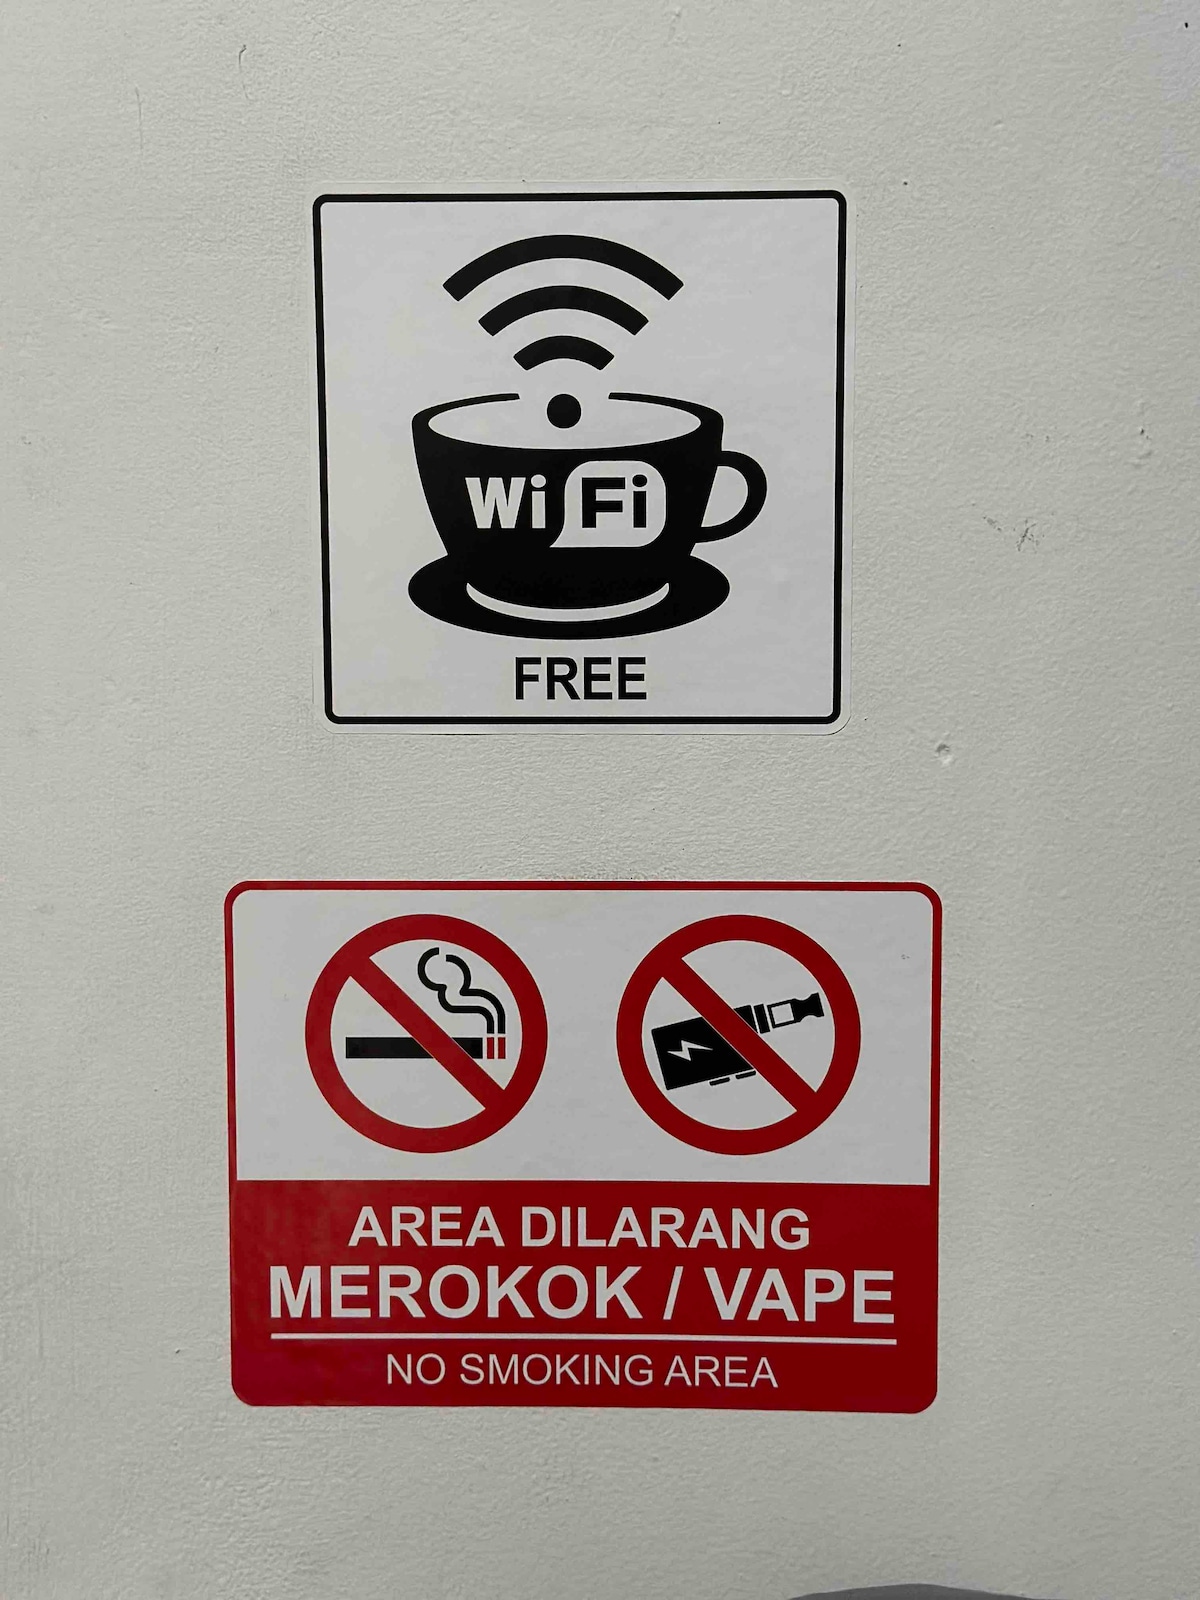 Wi Fi
FREE
AREA DILARANG
MEROKOK / VAPE
NO SMOKING AREA